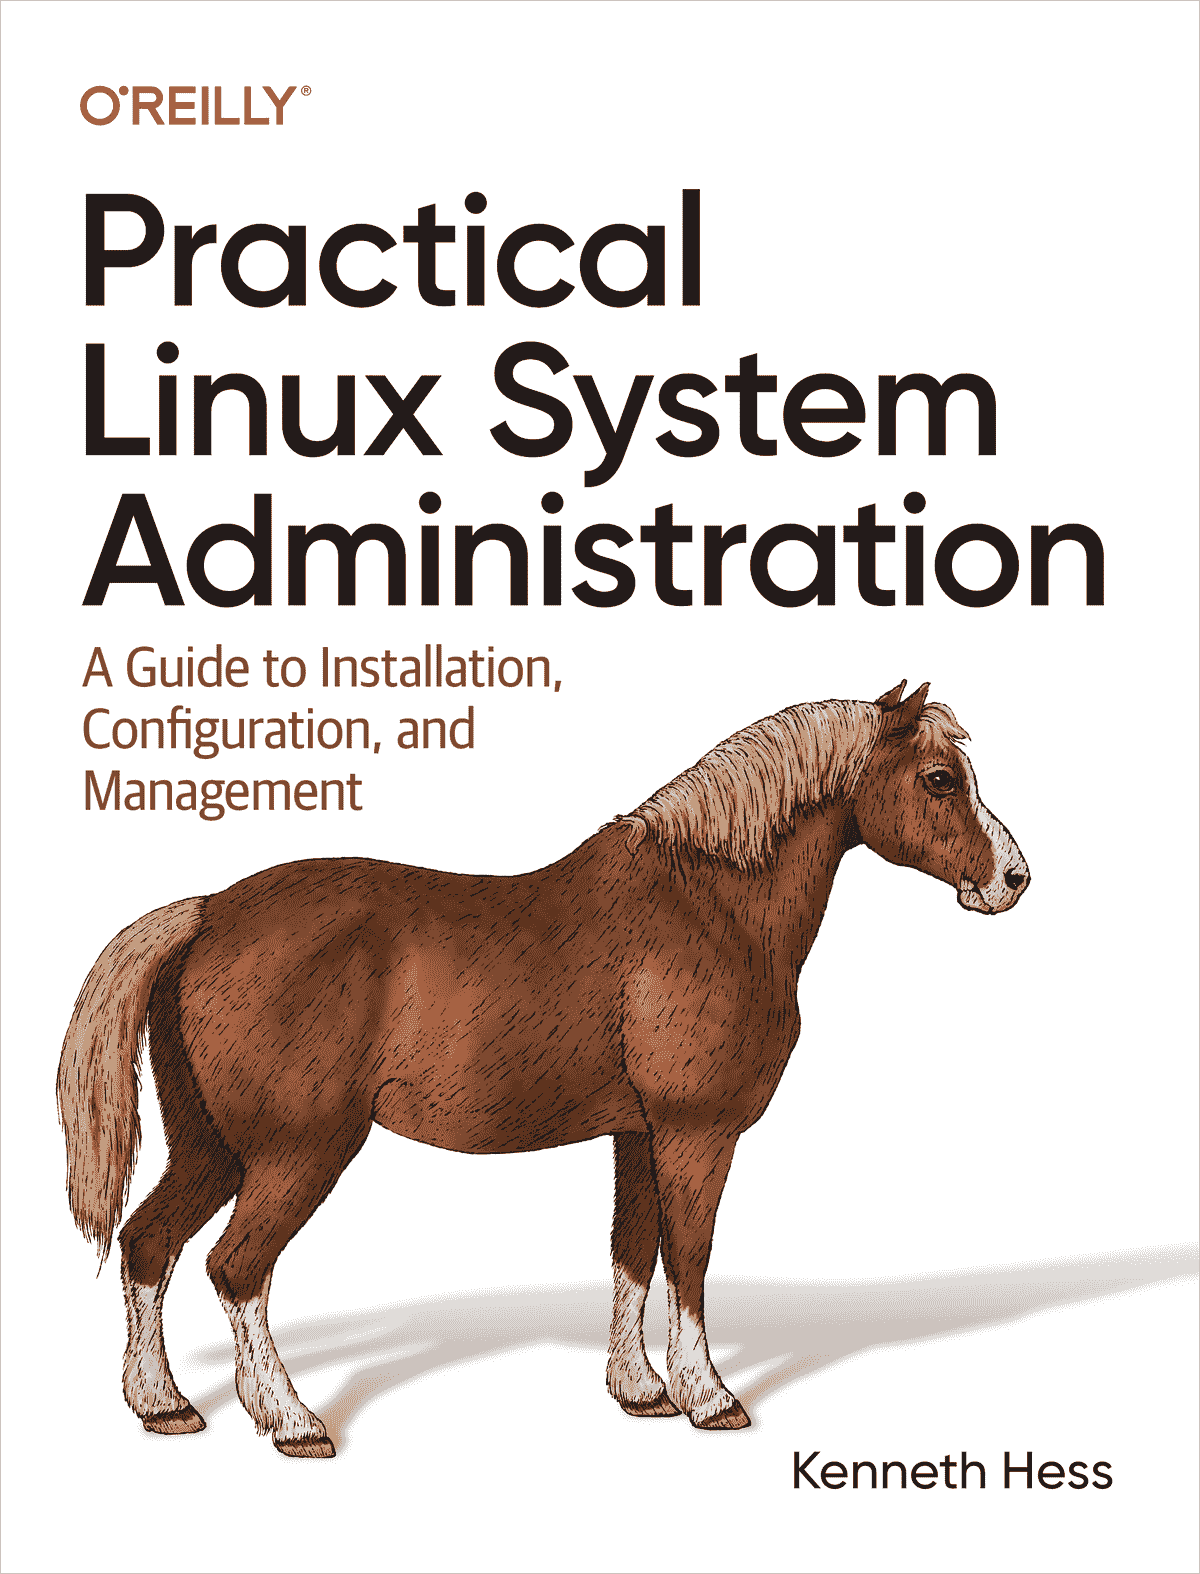 O'REILLY®
Practical
Linux System
Administration
A Guide to Installation,
Configuration, and
Management
Kenneth Hess